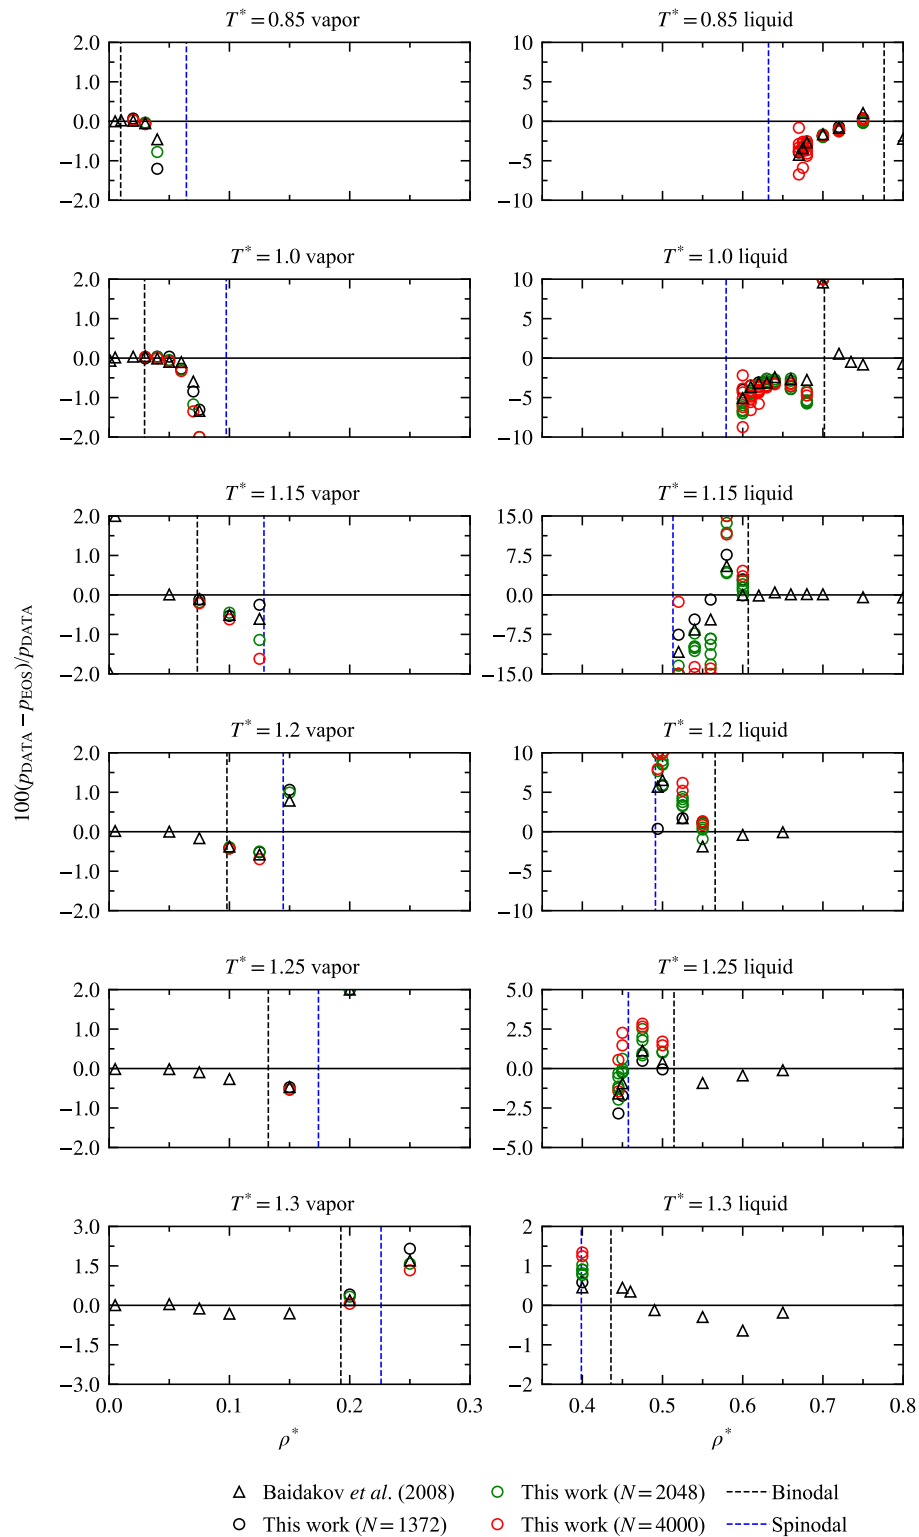 T* = 0.85 vapor
T* = 0.85 liquid
2.0
1.0
0.0
−1.0
−2.0
10
5
0
−5
−10
T* = 1.0 vapor
T* = 1.0 liquid
2.0
1.0
0.0
−1.0
−2.0
10
5
0
−5
−10
T* = 1.15 vapor
T* = 1.15 liquid
2.0
1.0
0.0
−1.0
−2.0
15.0
7.5
0.0
−7.5
−15.0
100(pDATA − pEOS)/pDATA
T* = 1.2 vapor
T* = 1.2 liquid
2.0
1.0
0.0
−1.0
−2.0
10
5
0
−5
−10
T* = 1.25 vapor
T* = 1.25 liquid
2.0
1.0
0.0
−1.0
−2.0
5.0
2.5
0.0
−2.5
−5.0
T* = 1.3 vapor
T* = 1.3 liquid
3.0
1.5
0.0
−1.5
−3.0
2
1
0
−1
−2
0.0 0.1 0.2 0.3
0.4 0.5 0.6 0.7 0.8
ρ*
ρ*
Baidakov et al. (2008)
This work (N=2048)
Binodal
This work (N=1372)
This work (N=4000)
Spinodal